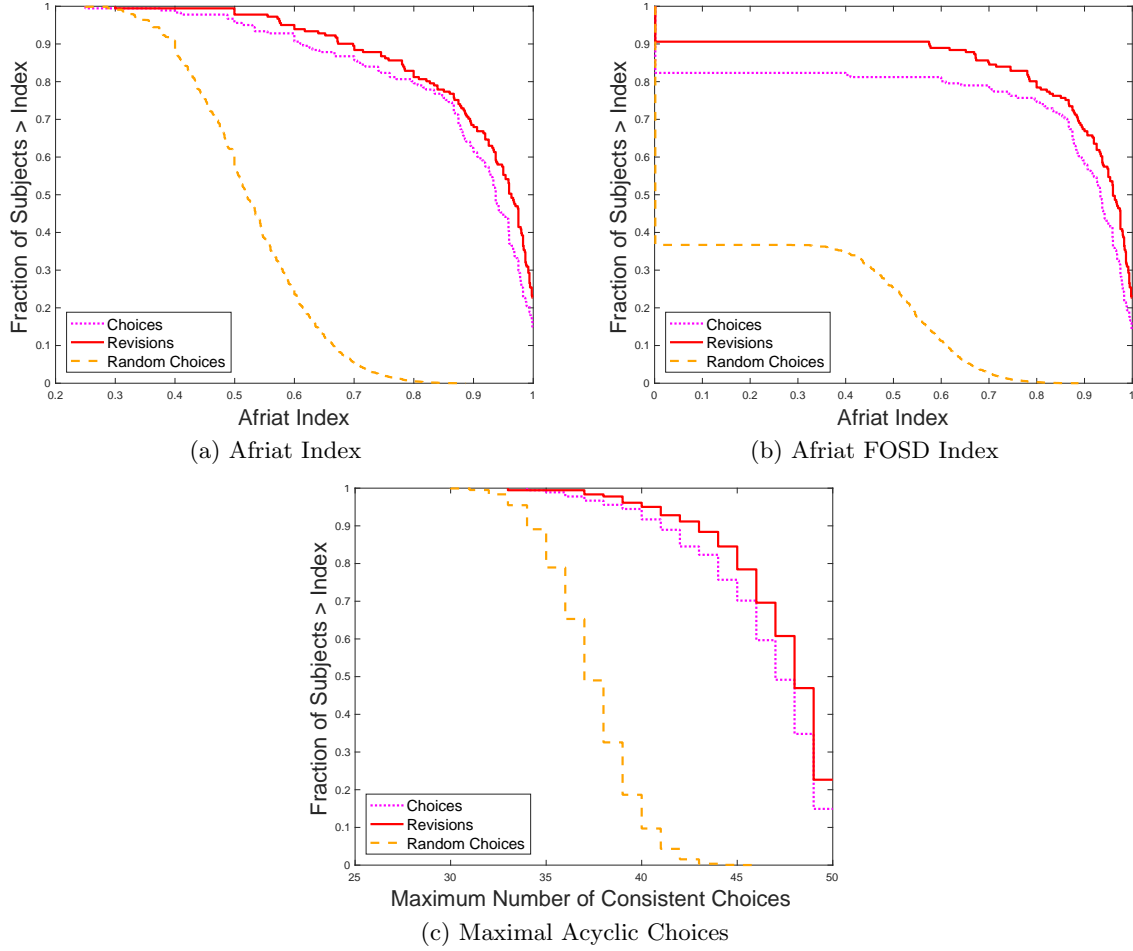 Fraction of Subjects > Index
1
0.9
0.8
0.7
0.6
0.5
0.4
0.3
0.2
0.1
0
Choices
Revisions
Random Choices
0.2 0.3 0.4 0.5 0.6 0.7 0.8 0.9 1
Afriat Index
(a) Afriat Index
Fraction of Subjects > Index
1
0.9
0.8
0.7
0.6
0.5
0.4
0.3
0.2
0.1
0
Choices
Revisions
Random Choices
0 0.1 0.2 0.3 0.4 0.5 0.6 0.7 0.8 0.9 1
Afriat Index
(b) Afriat FOSD Index
Fraction of Subjects > Index
1
0.9
0.8
0.7
0.6
0.5
0.4
0.3
0.2
0.1
0
Choices
Revisions
Random Choices
25 30 35 40 45 50
Maximum Number of Consistent Choices
(c) Maximal Acyclic Choices